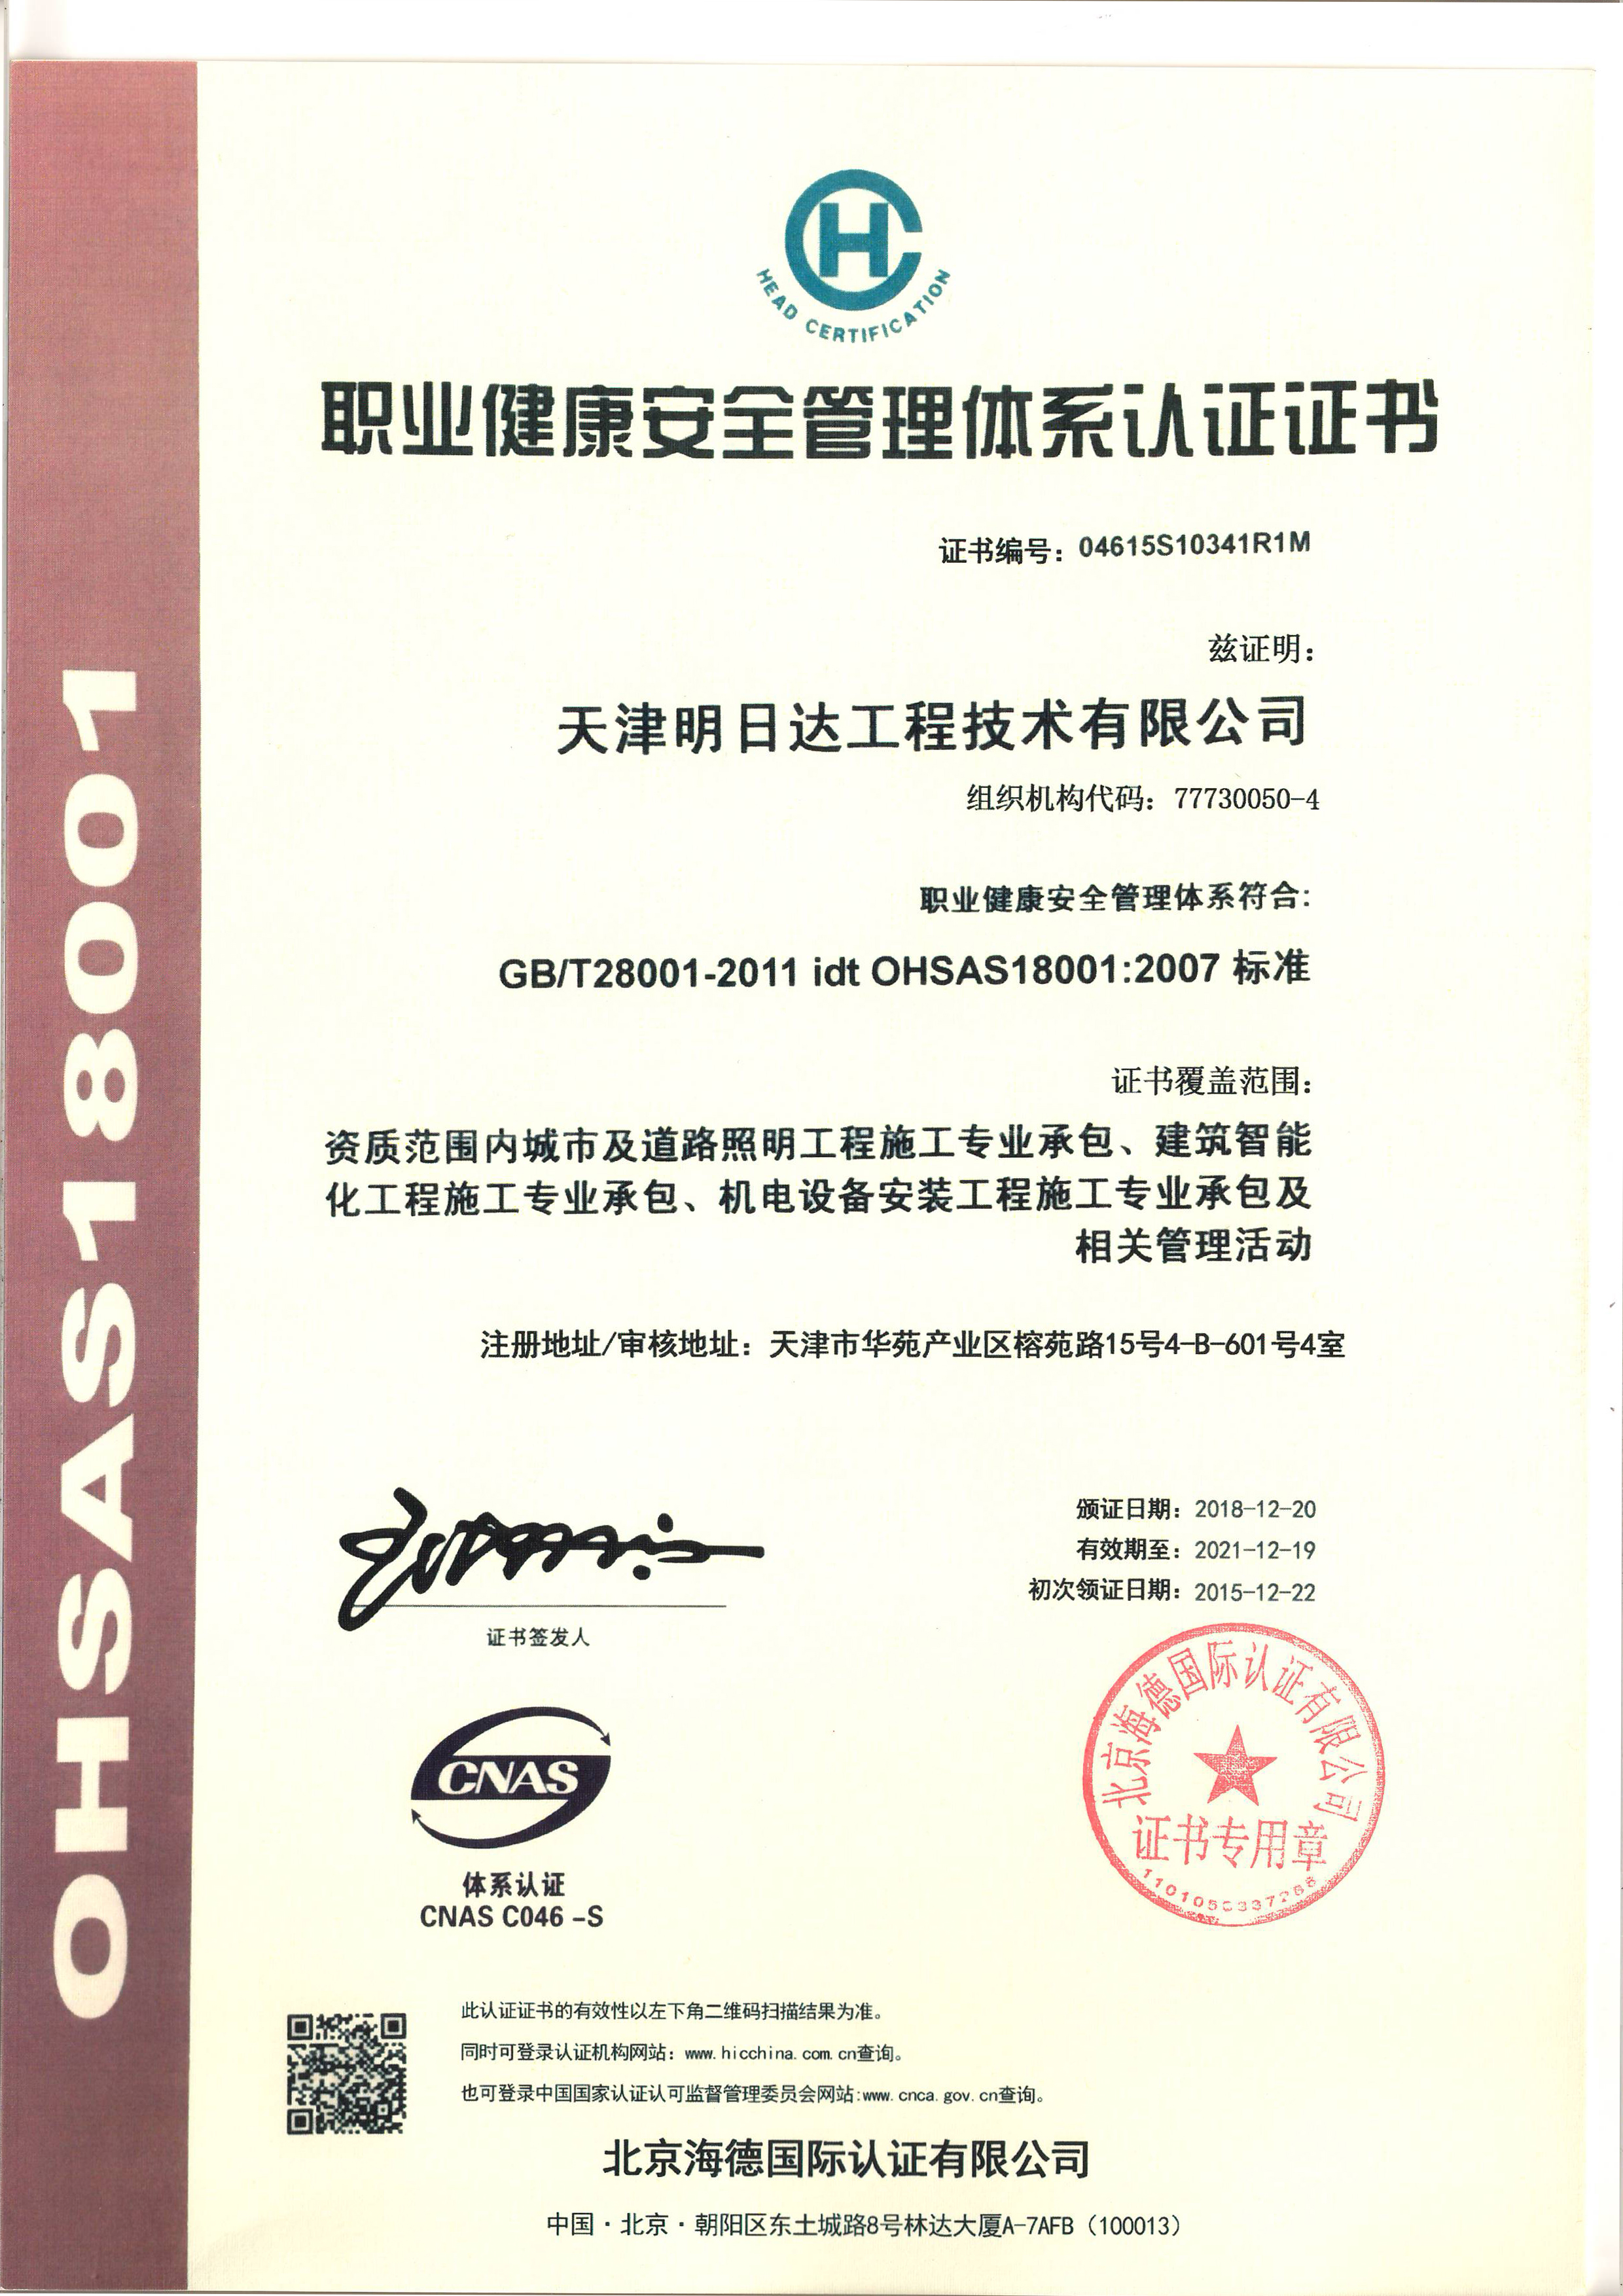 HEAD CERTIFICATION
职业健康安全管理体系认证证书
证书编号：04615S10341R1M
兹证明：
天津明日达工程技术有限公司
组织机构代码：77730050-4
职业健康安全管理体系符合:
GB/T28001-2011 idt OHSAS18001:2007 标准
证书覆盖范围：
资质范围内城市及道路照明工程施工专业承包、建筑智能
化工程施工专业承包、机电设备安装工程施工专业承包及
相关管理活动
注册地址/审核地址：天津市华苑产业区榕苑路15号4-B-601号4室
颁证日期：2018-12-20
有效期至：2021-12-19
初次领证日期：2015-12-22
证书签发人
CNAS
体系认证
CNAS C046 -S
北京海德国际认证有限公司
证书专用章
此认证证书的有效性以左下角二维码扫描结果为准。
同时可登录认证机构网站：www.hicchina.com.cn查询。
也可登录中国国家认证认可监督管理委员会网站:www.cnca.gov.cn查询。
北京海德国际认证有限公司
中国·北京·朝阳区东土城路8号林达大厦A-7AFB（100013）
OHSAS18001